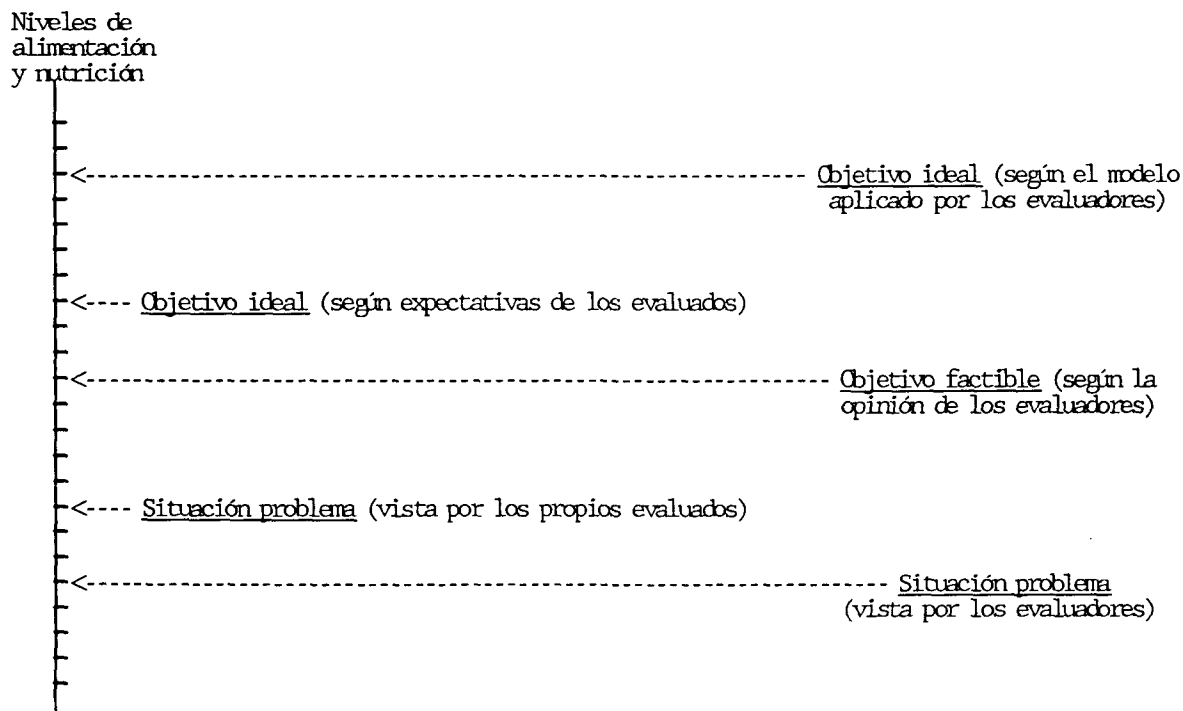 Niveles de
alimentación
y nutrición
<--------------------------------------------------------- Objetivo ideal (según el modelo
aplicado por los evaluadores)
<---- Objetivo ideal (según expectativas de los evaluados)
<---------------------------------------------------------- Objetivo factible (según la
opinión de los evaluadores)
<---- Situación problema (vista por los propios evaluados)
<--------------------------------------------------------------- Situación problema
(vista por los evaluadores)